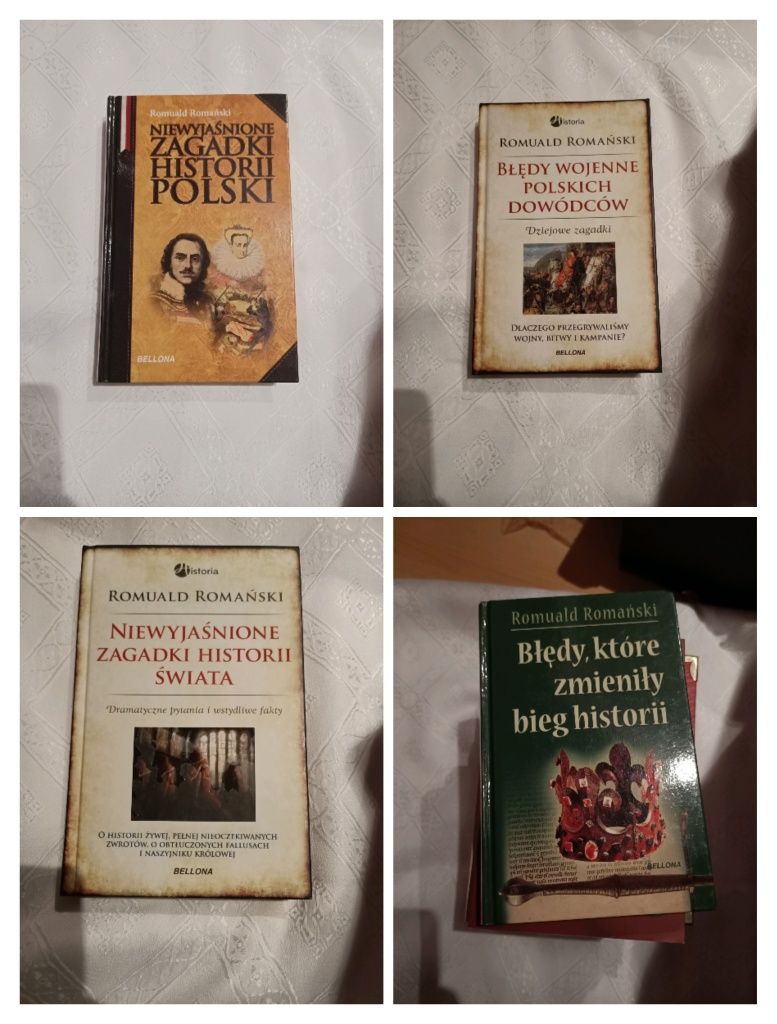 Romuald Romański
NIEWYJAŚNIONE
ZAGADKI
HISTORII
POLSKI
BELLONA
Historia
ROMUALD ROMAŃSKI
BŁĘDY WOJENNE
POLSKICH
DOWÓDCÓW
Dziejowe zagadki
DLACZEGO PRZEGRYWALIŚMY
WOJNY, BITWY I KAMPANIE?
BELLONA
Historia
ROMUALD ROMAŃSKI
NIEWYJAŚNIONE
ZAGADKI HISTORII
ŚWIATA
Dramatyczne pytania i wstydliwe fakty
O HISTORII ŻYWEJ, PEŁNEJ NIEOCZEKIWANYCH
ZWROTÓW, O OBTŁUCZONYCH FALLUSACH
I NASZYJNIKU KRÓLOWEJ
BELLONA
Romuald Romański
Błędy, które
zmieniły
bieg historii
BELLONA